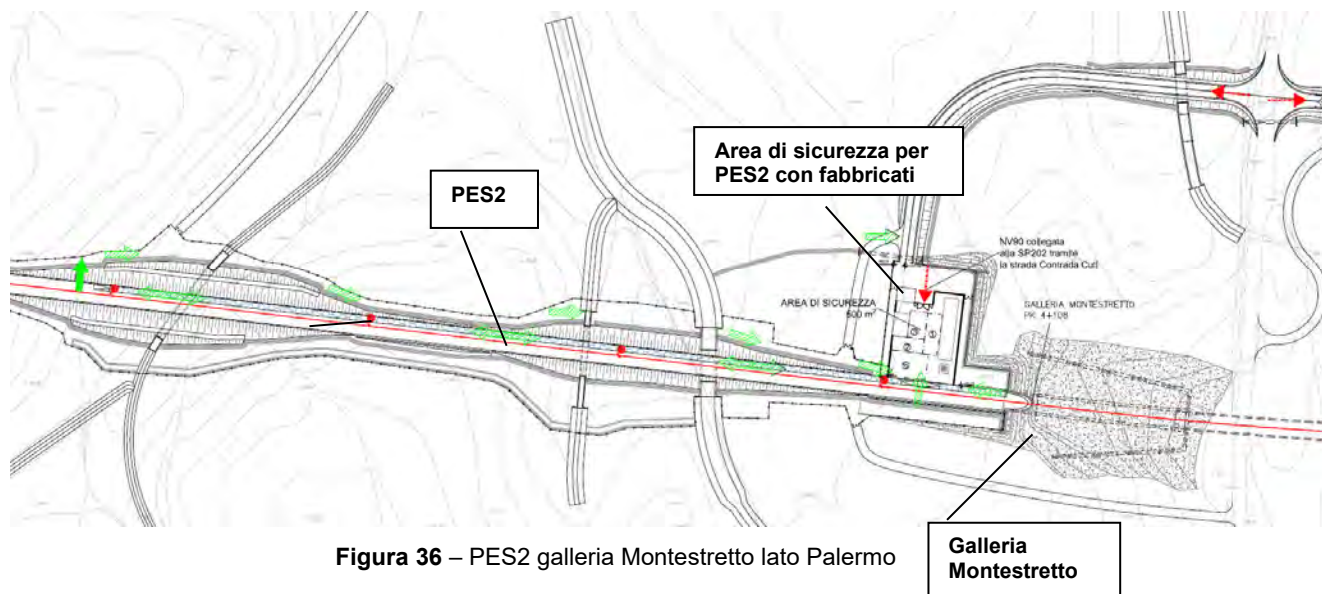 Area di sicurezza per
PES2 con fabbricati
PES2
NV90 collegata
alla SP202 tramite
la strada Contrada Cutì
AREA DI SICUREZZA
500 m²
GALLERIA MONTESTRETTO
PK 4+108
Galleria
Montestretto
Figura 36 – PES2 galleria Montestretto lato Palermo